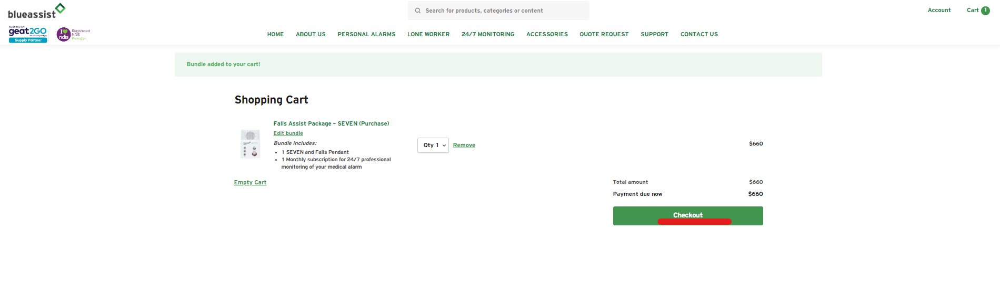 blueassist
Search for products, categories or content
Account
Cart 1
AUSTRALIAN
geat2GO
Supply Partner
I
ndis
Registered
NDIS
Provider
HOME ABOUT US PERSONAL ALARMS LONE WORKER 24/7 MONITORING ACCESSORIES QUOTE REQUEST SUPPORT CONTACT US
Bundle added to your cart!
Shopping Cart
Falls Assist Package – SEVEN (Purchase)
Edit bundle
Bundle includes:
• 1 SEVEN and Falls Pendant
• 1 Monthly subscription for 24/7 professional
monitoring of your medical alarm
Qty 1
Remove
$660
Empty Cart
Total amount $660
Payment due now $660
Checkout